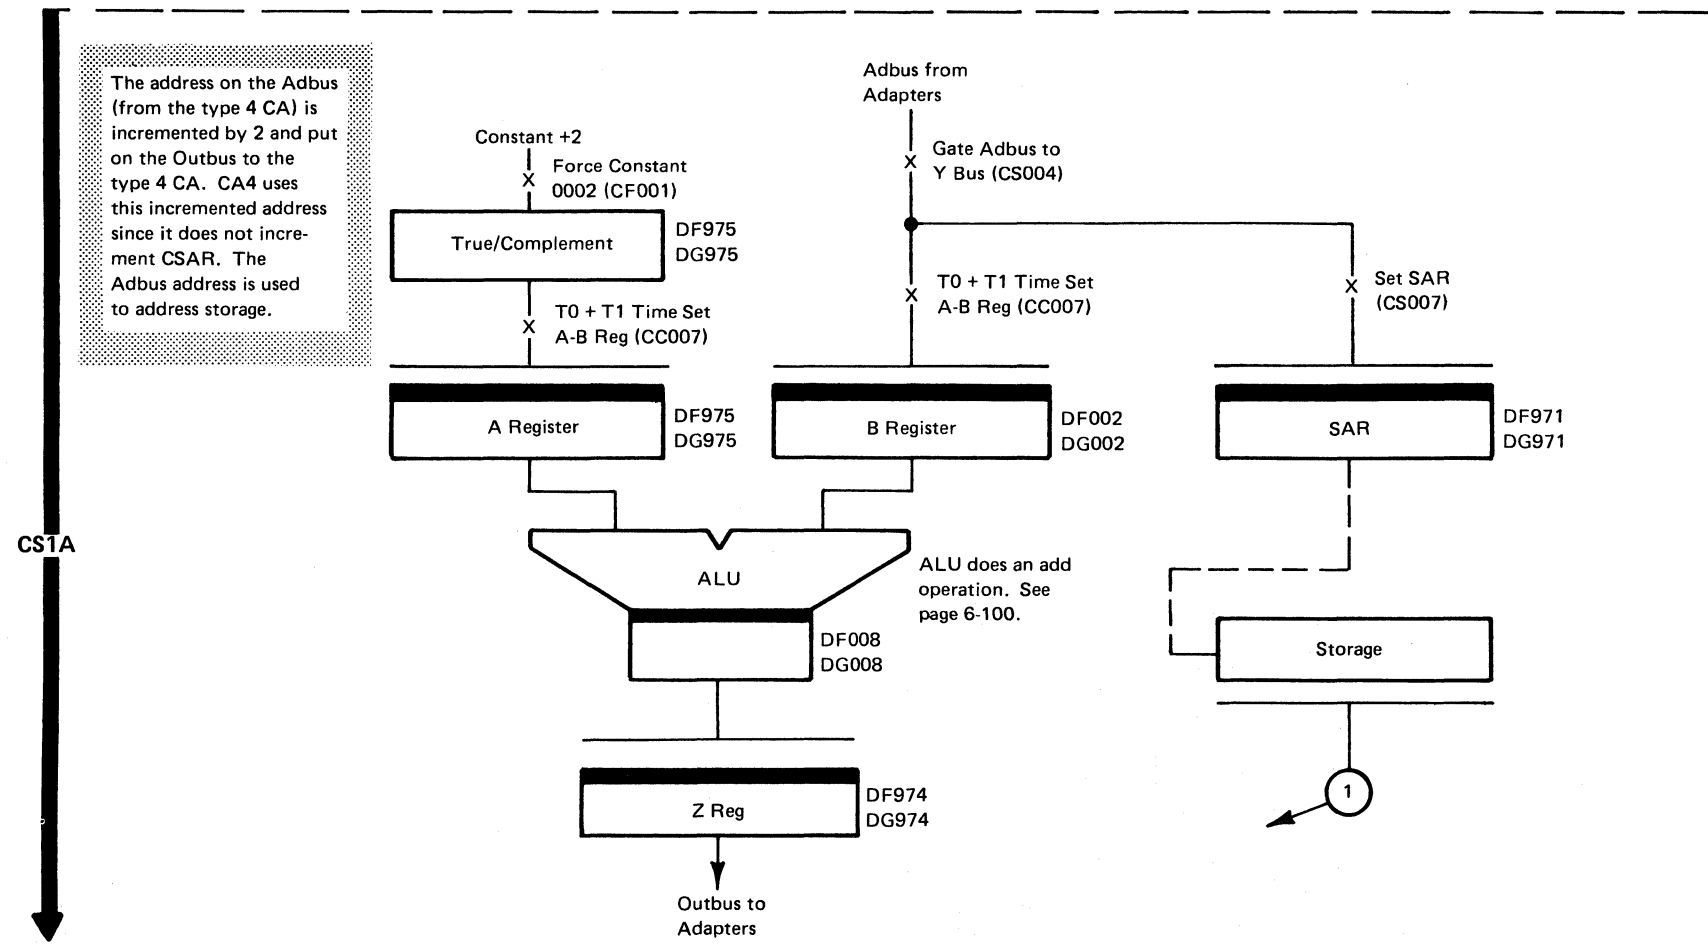 The address on the Adbus
(from the type 4 CA) is
incremented by 2 and put
on the Outbus to the
type 4 CA. CA4 uses
this incremented address
since it does not incre-
ment CSAR. The
Adbus address is used
to address storage.
Constant +2
X
Force Constant
0002 (CF001)
True/Complement
DF975
DG975
X
T0 + T1 Time Set
A-B Reg (CC007)
A Register
DF975
DG975
Adbus from
Adapters
X
Gate Adbus to
Y Bus (CS004)
X
T0 + T1 Time Set
A-B Reg (CC007)
B Register
DF002
DG002
X
Set SAR
(CS007)
SAR
DF971
DG971
CS1A
ALU
ALU does an add
operation. See
page 6-100.
DF008
DG008
Storage
1
Z Reg
DF974
DG974
Outbus to
Adapters